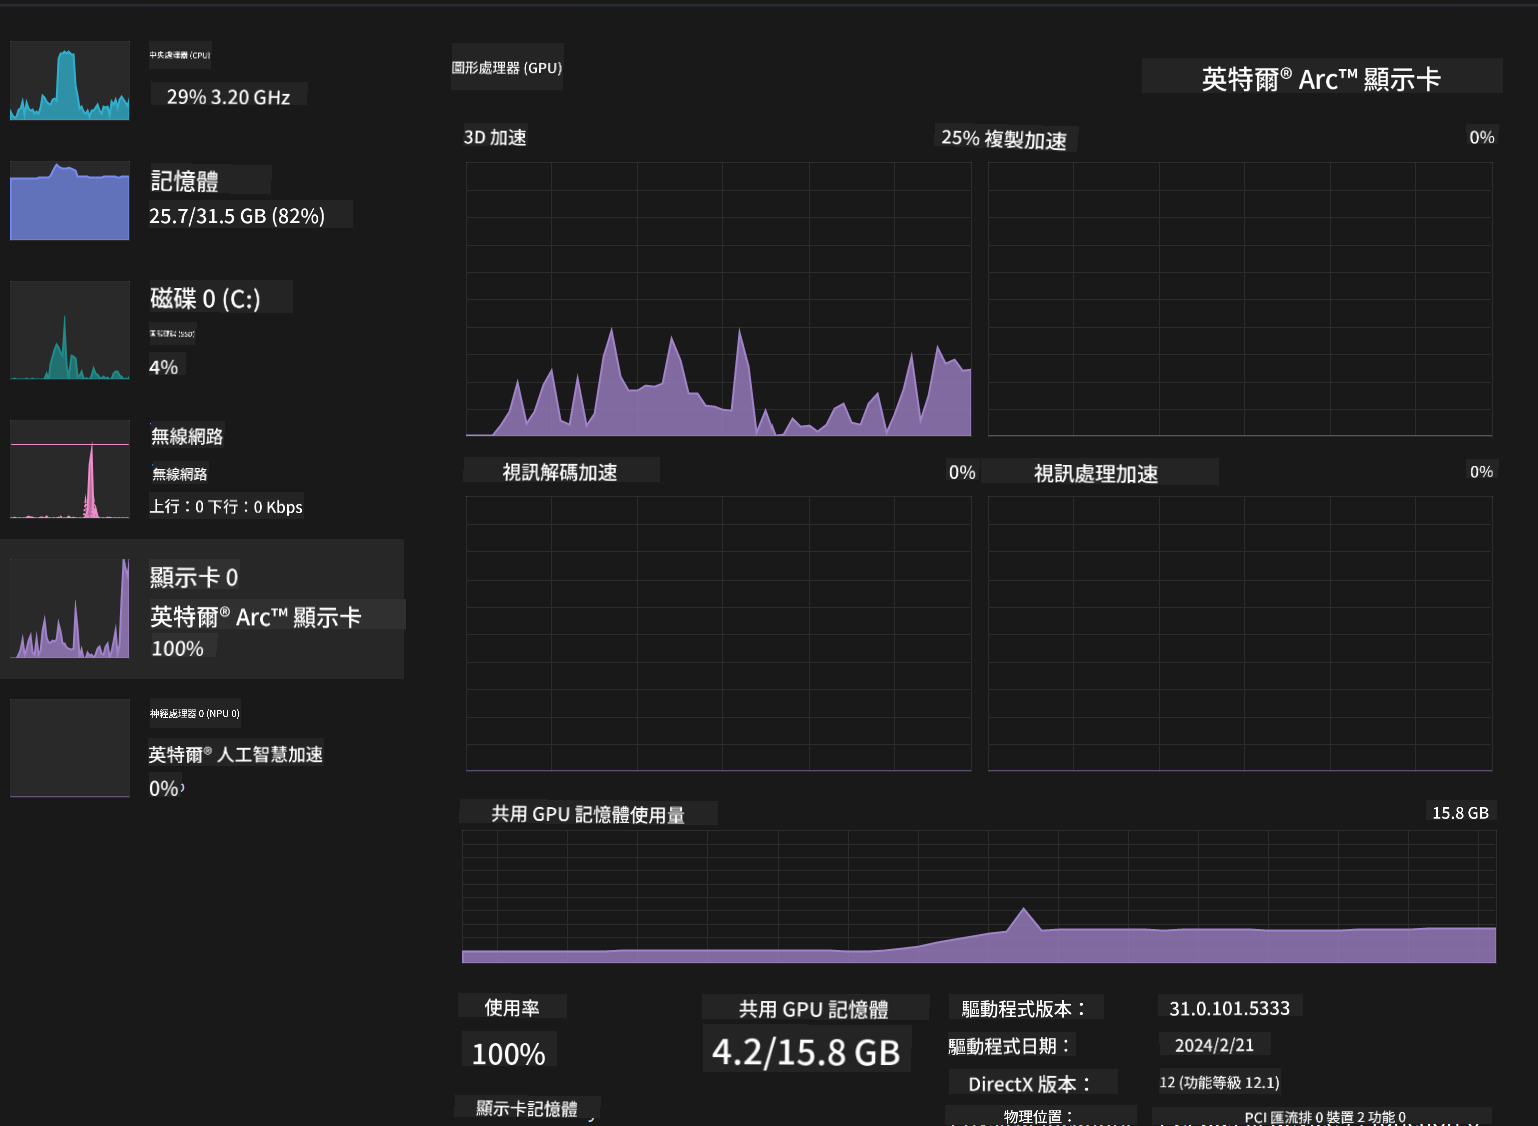 中央處理器 (CPU)
29% 3.20 GHz
記憶體
25.7/31.5 GB (82%)
磁碟 0 (C:)
(SSD)
4%
無線網路
無線網路
上行：0 下行：0 Kbps
顯示卡 0
英特爾® Arc™ 顯示卡
100%
神經處理器 0 (NPU 0)
英特爾® 人工智慧加速
0%
圖形處理器 (GPU)
英特爾® Arc™ 顯示卡
3D 加速
25% 複製加速
0%
視訊解碼加速
0%
視訊處理加速
0%
共用 GPU 記憶體使用量
15.8 GB
使用率
100%
共用 GPU 記憶體
4.2/15.8 GB
驅動程式版本：
31.0.101.5333
驅動程式日期：
2024/2/21
DirectX 版本：
12 (功能等級 12.1)
物理位置：
PCI 匯流排 0 裝置 2 功能 0
顯示卡記憶體